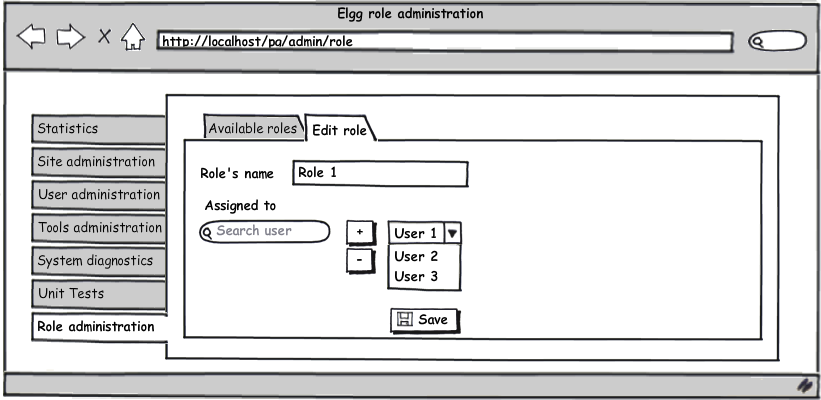 Elgg role administration
http://localhost/pa/admin/role
Statistics
Site administration
User administration
Tools administration
System diagnostics
Unit Tests
Role administration
Available roles
Edit role
Role's name
Role 1
Assigned to
Search user
+
-
User 1
User 2
User 3
Save